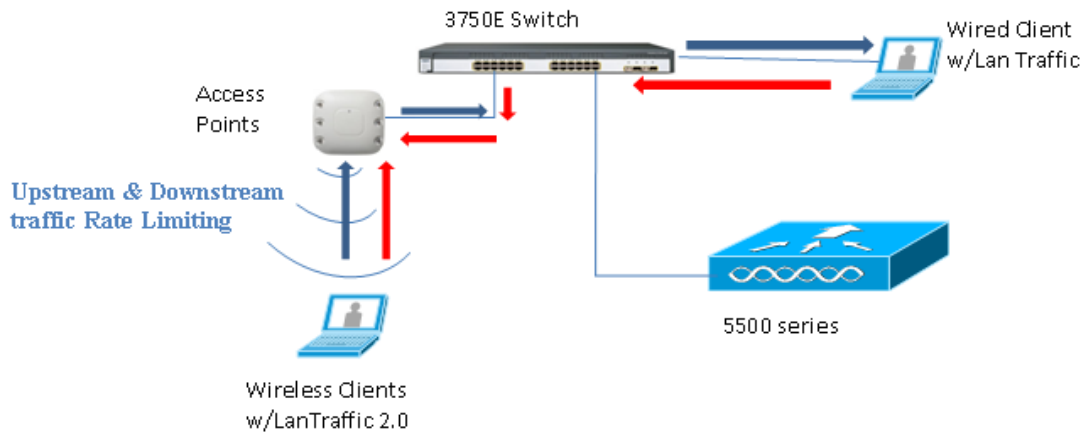 3750E Switch
Wired Client
w/Lan Traffic
Access
Points
Upstream & Downstream
traffic Rate Limiting
5500 series
Wireless Clients
w/LanTraffic 2.0